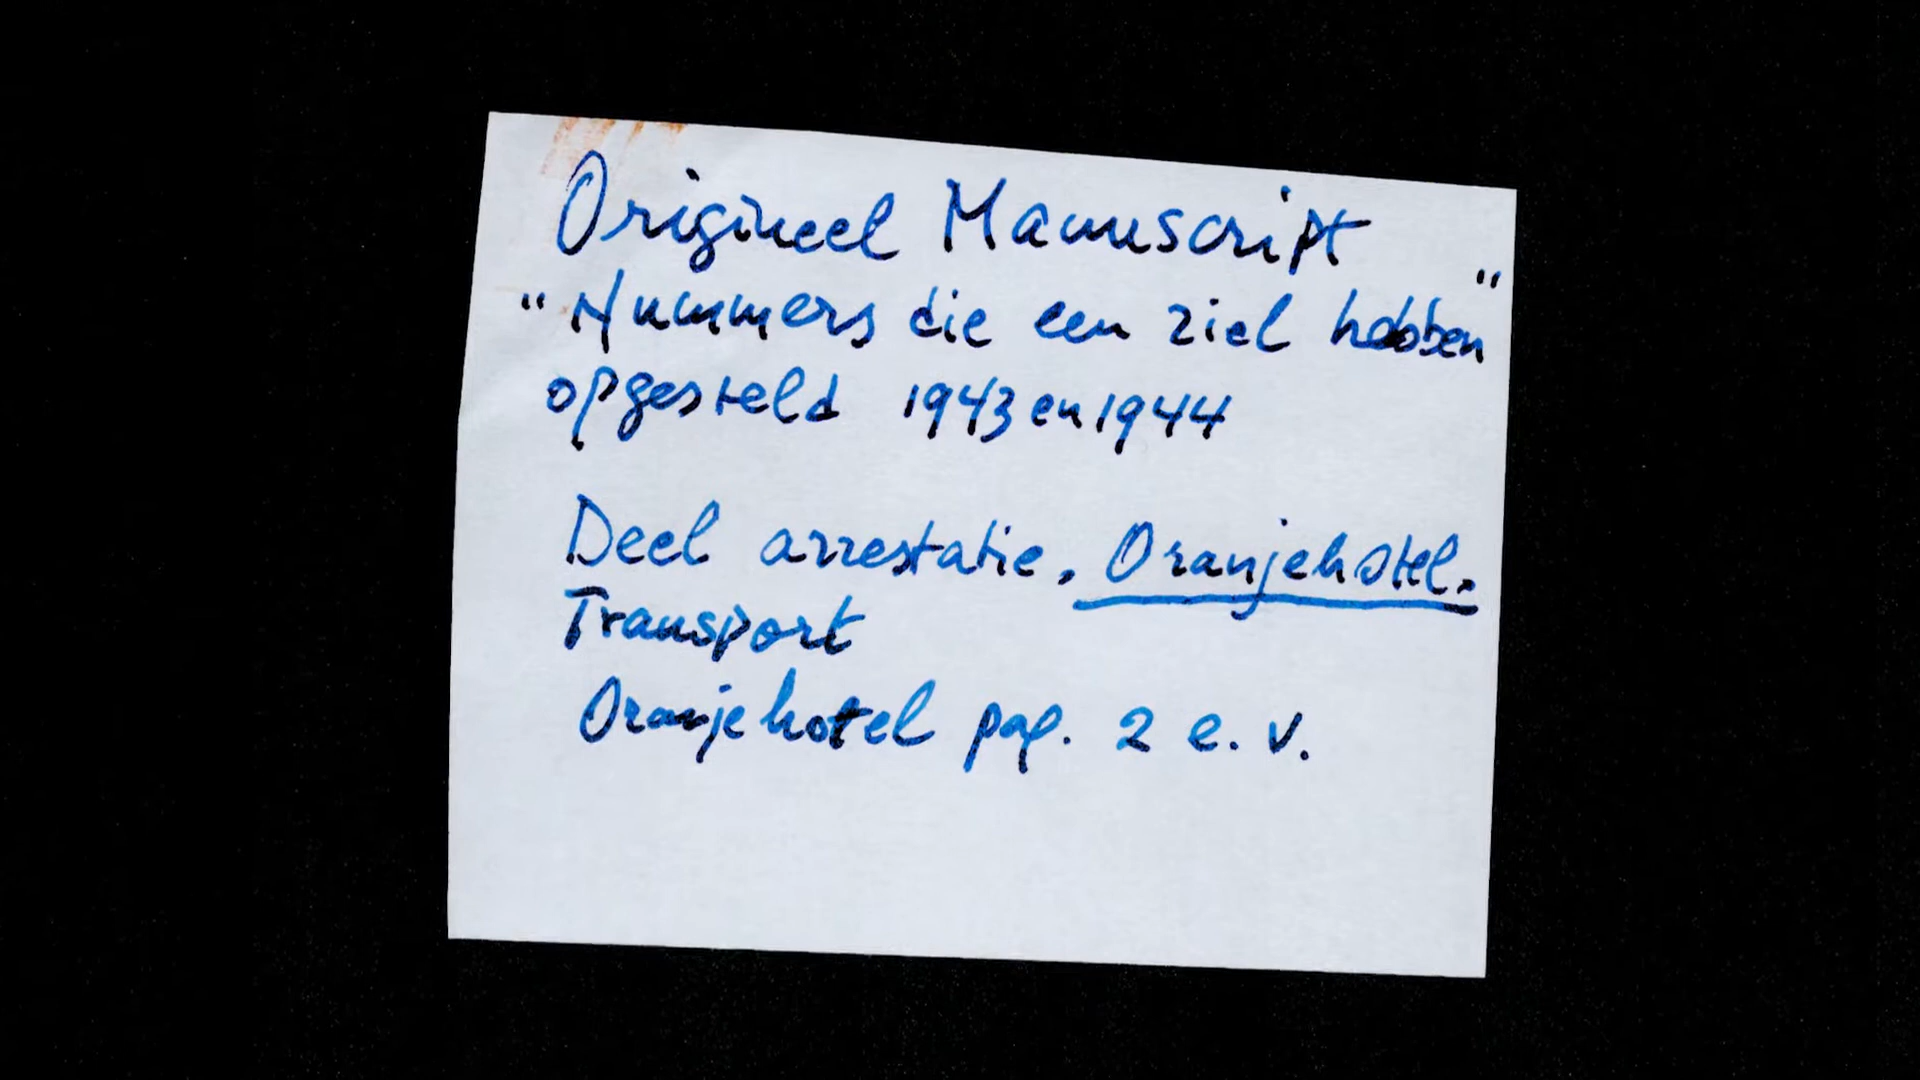 Origineel Manuscript
"Nummers die een ziel hebben"
opgesteld 1943 en 1944
Deel arrestatie. Oranjehotel.
Transport
Oranjehotel pag. 2 e.v.